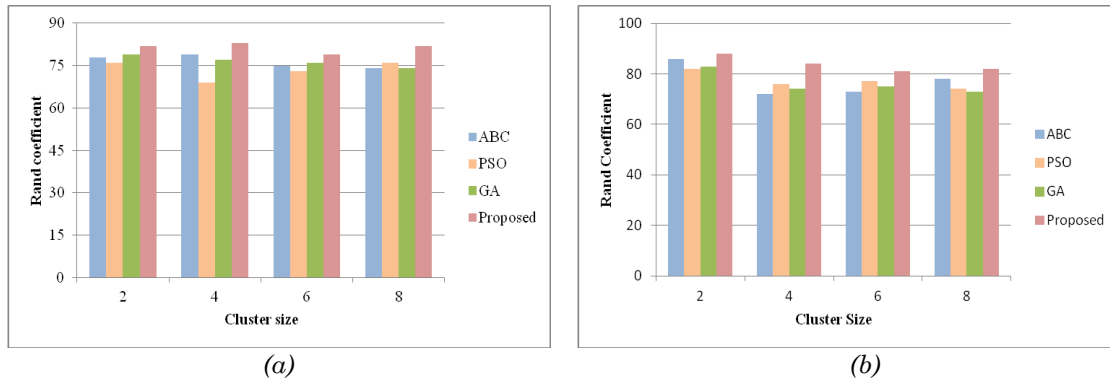 90
75
60
45
30
15
0
Rand coefficient
2 4 6 8
Cluster size
ABC
PSO
GA
Proposed
(a)
100
80
60
40
20
0
Rand Coefficient
2 4 6 8
Cluster Size
ABC
PSO
GA
Proposed
(b)